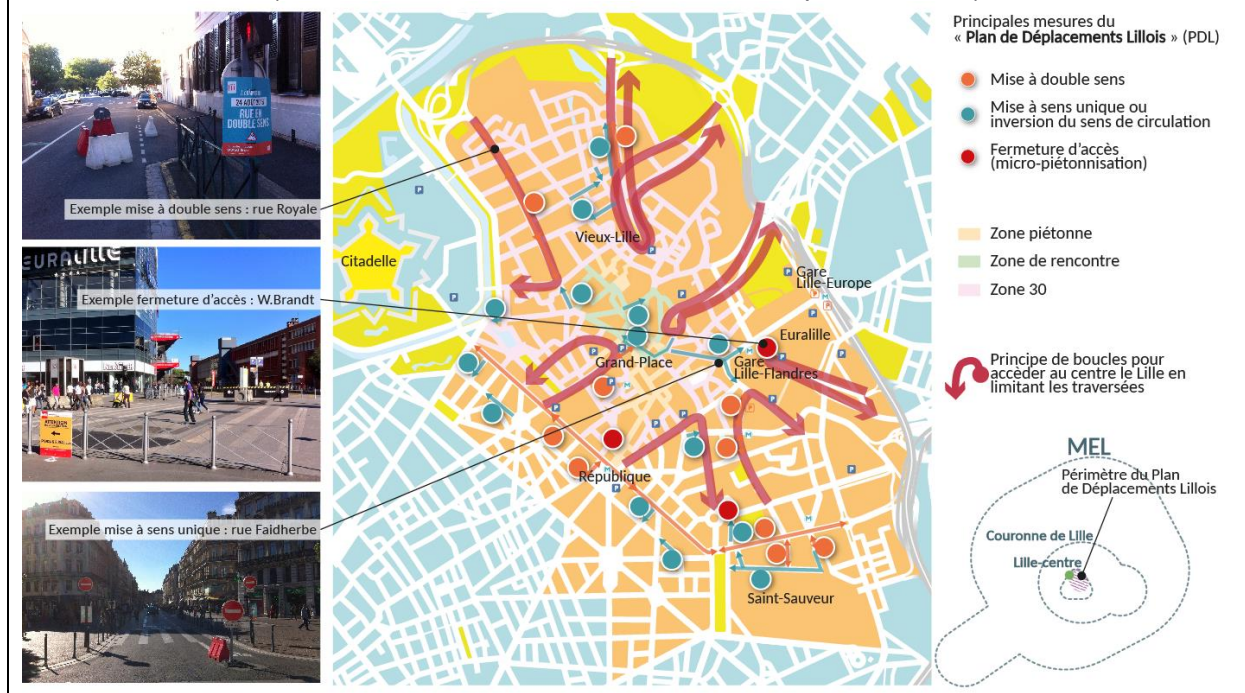 EURALILLE
24 AOÛT
RUE EN
DOUBLE SENS
Exemple mise à double sens : rue Royale
Exemple fermeture d'accès : W.Brandt
ATTENTION
Exemple mise à sens unique : rue Faidherbe
Citadelle
Vieux-Lille
Gare
Lille-Europe
Euralille
Grand-Place
Gare
Lille-Flandres
République
Saint-Sauveur
Principales mesures du
« Plan de Déplacements Lillois » (PDL)
Mise à double sens
Mise à sens unique ou
inversion du sens de circulation
Fermeture d'accès
(micro-piétonnisation)
Zone piétonne
Zone de rencontre
Zone 30
Principe de boucles pour
accèder au centre le Lille en
limitant les traversées
MEL
Périmètre du Plan
de Déplacements Lillois
Couronne de Lille
Lille-centre